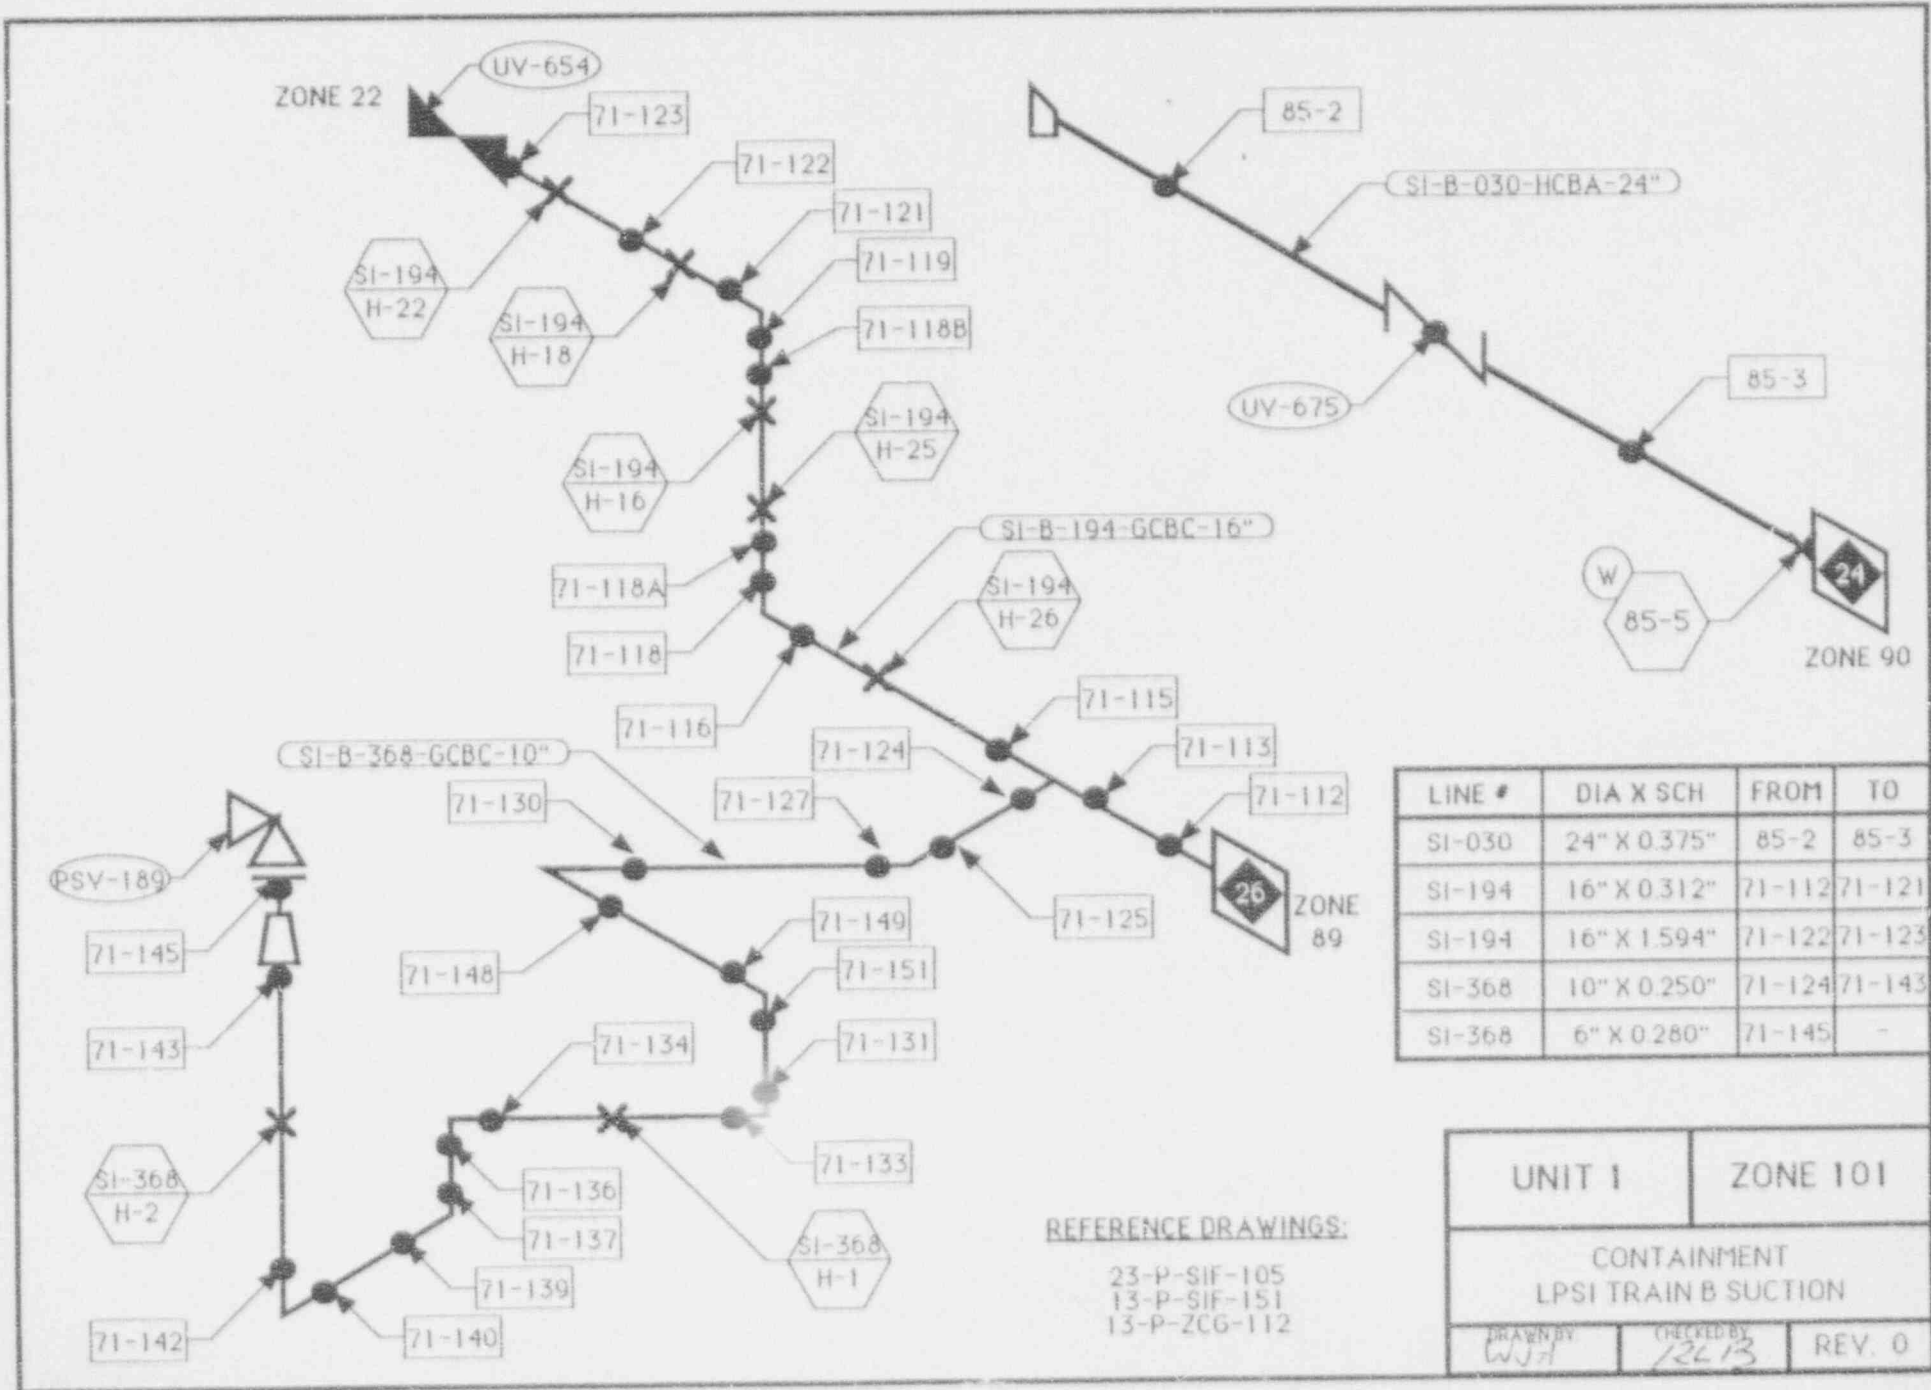 UV-654
ZONE 22
71-123
71-122
71-121
71-119
71-118B
SI-194
H-22
SI-194
H-18
SI-194
H-25
SI-194
H-16
71-118A
SI-B-194-GCBC-16"
SI-194
H-26
71-118
71-116
71-115
71-124
71-113
71-112
SI-B-368-GCBC-10"
71-130
71-127
26
ZONE
89
71-125
PSV-189
71-145
71-143
71-148
71-149
71-151
71-131
71-134
71-133
71-136
71-137
71-139
71-140
71-142
SI-368
H-2
SI-368
H-1
85-2
SI-B-030-HCBA-24"
UV-675
85-3
W
85-5
24
ZONE 90
LINE # DIA X SCH FROM TO
SI-030 24" X 0.375" 85-2 85-3
SI-194 16" X 0.312" 71-112 71-121
SI-194 16" X 1.594" 71-122 71-123
SI-368 10" X 0.250" 71-124 71-143
SI-368 6" X 0.280" 71-145 -
REFERENCE DRAWINGS:
23-P-SIF-105
13-P-SIF-151
13-P-ZCG-112
UNIT 1 ZONE 101
CONTAINMENT
LPSI TRAIN B SUCTION
DRAWN BY CHECKED BY REV. 0